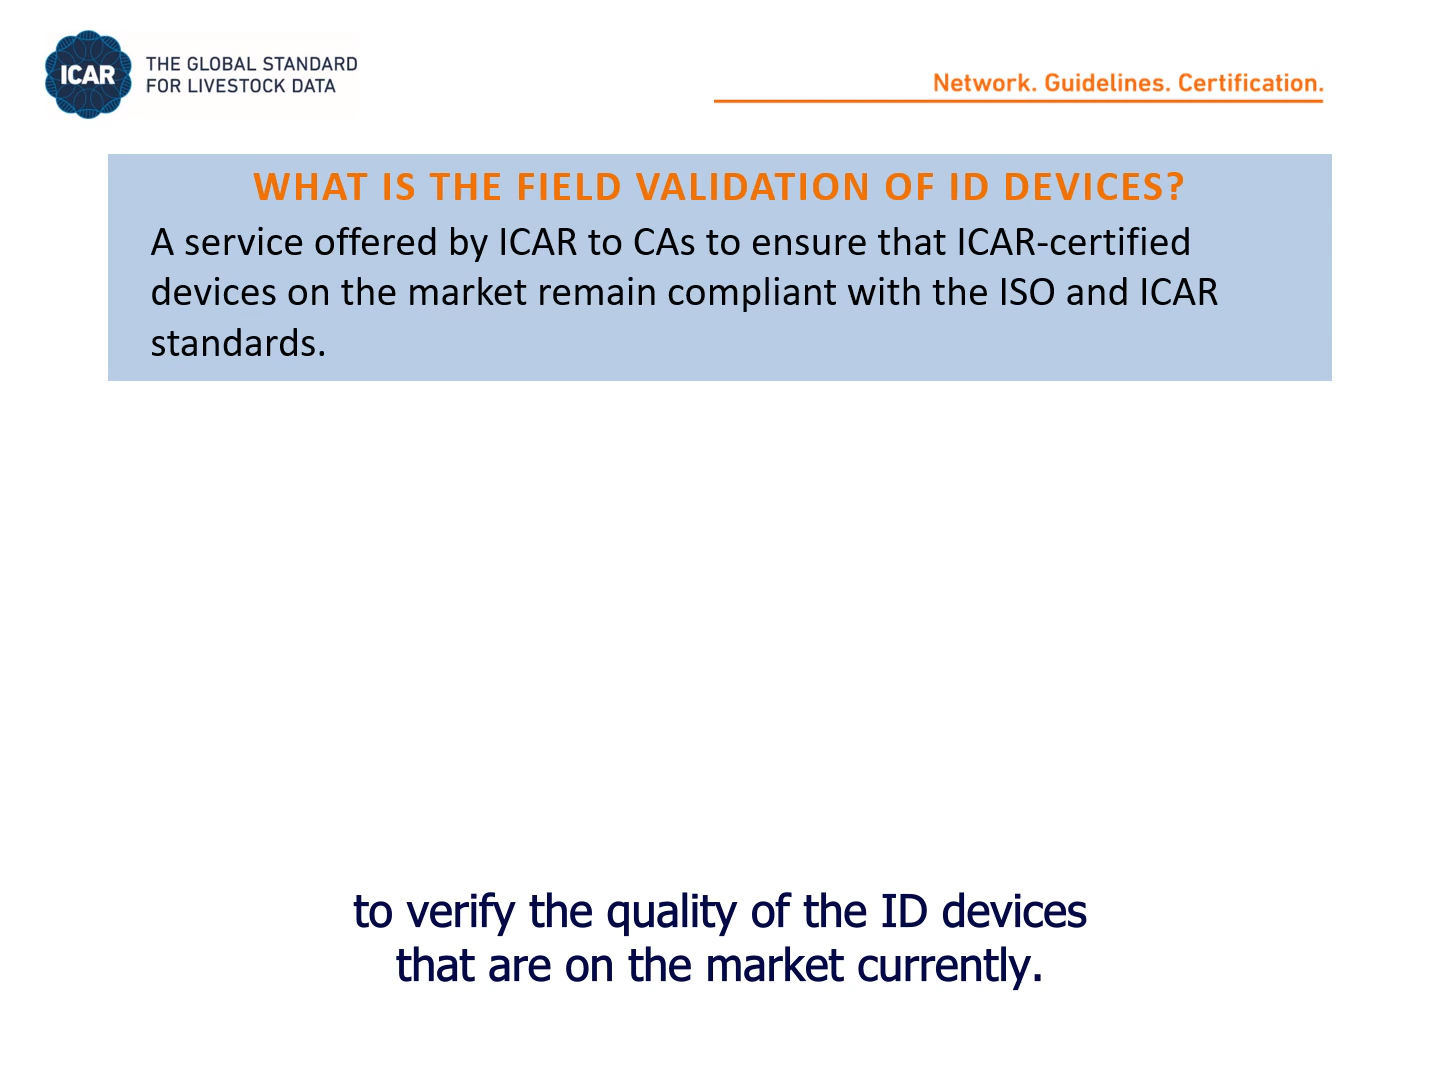 ICAR
THE GLOBAL STANDARD
FOR LIVESTOCK DATA
Network. Guidelines. Certification.
WHAT IS THE FIELD VALIDATION OF ID DEVICES?
A service offered by ICAR to CAs to ensure that ICAR-certified
devices on the market remain compliant with the ISO and ICAR
standards.
to verify the quality of the ID devices
that are on the market currently.